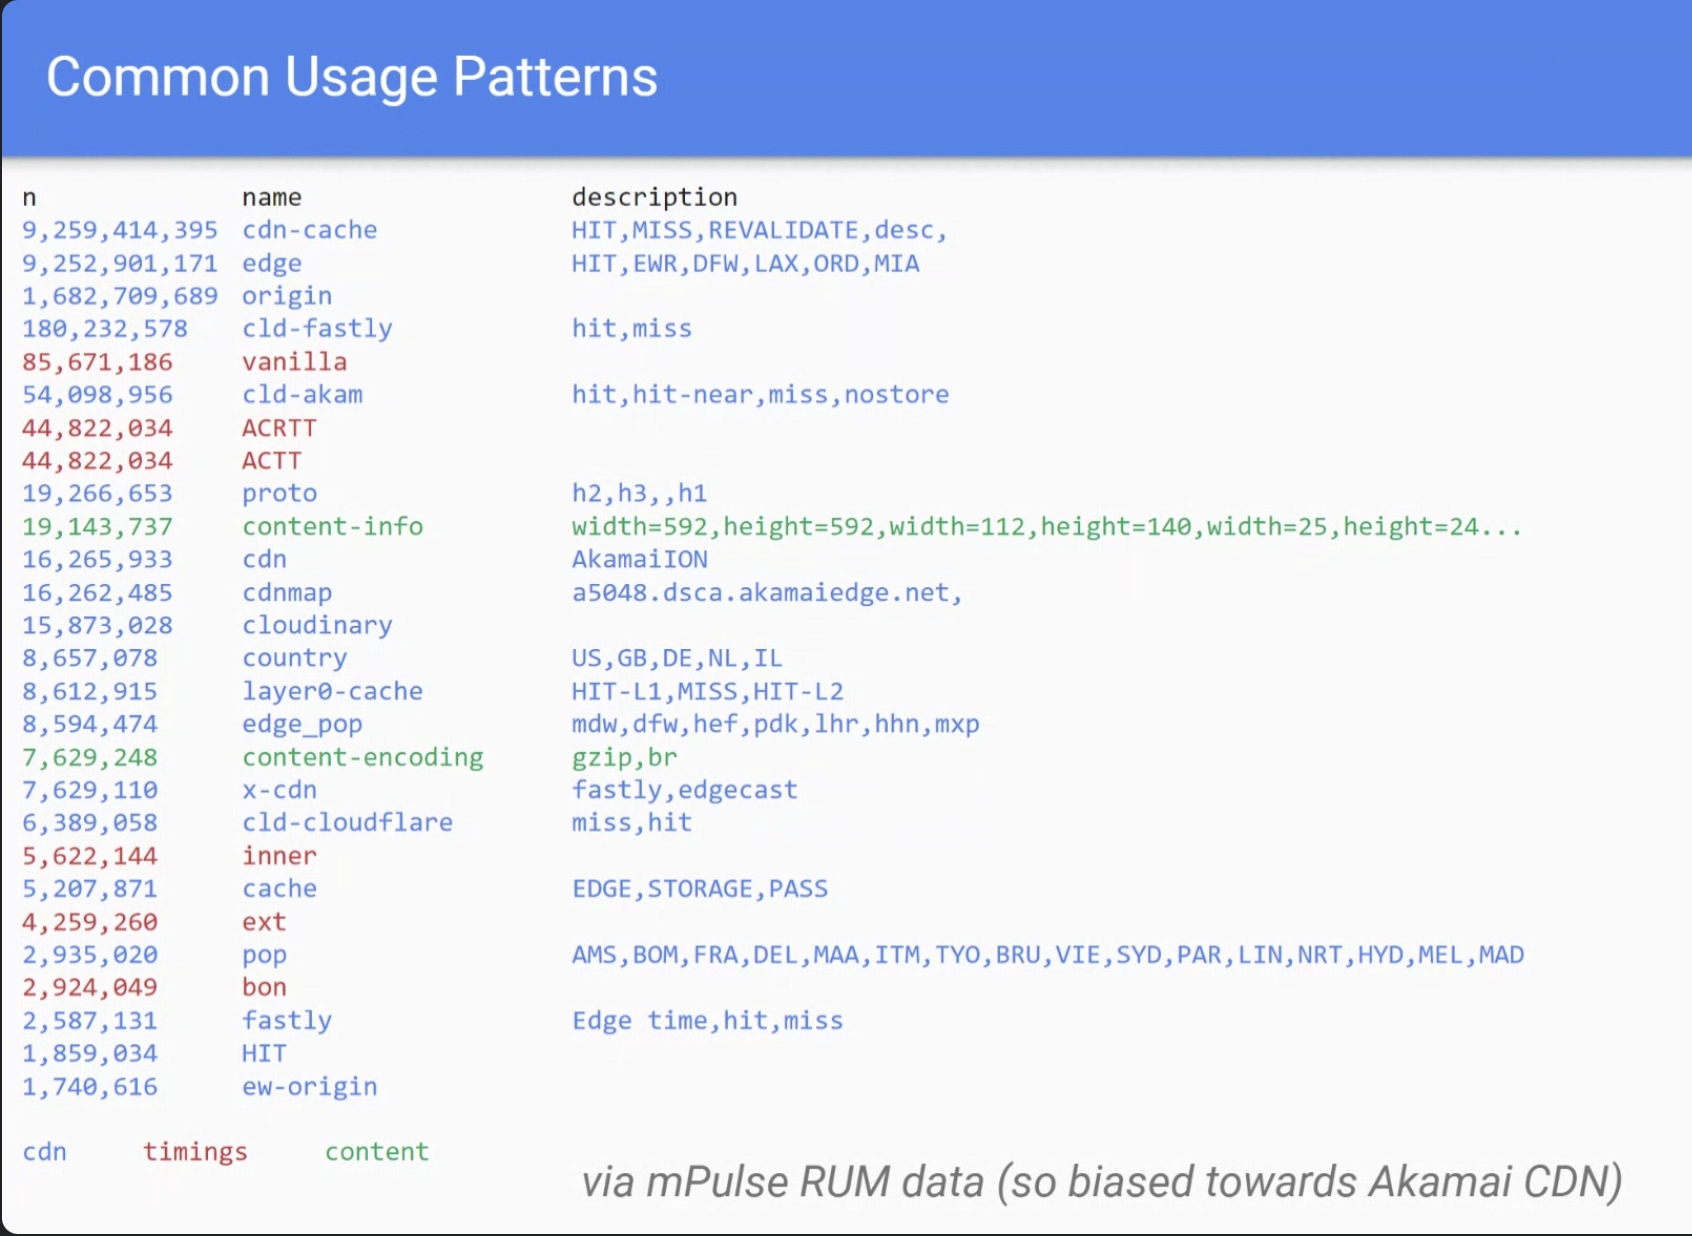 Common Usage Patterns
n name description
9,259,414,395 cdn-cache HIT,MISS,REVALIDATE,desc,
9,252,901,171 edge HIT,EWR,DFW,LAX,ORD,MIA
1,682,709,689 origin
180,232,578 cld-fastly hit,miss
85,671,186 vanilla
54,098,956 cld-akam hit,hit-near,miss,nostore
44,822,034 ACRTT
44,822,034 ACTT
19,266,653 proto h2,h3,,h1
19,143,737 content-info width=592,height=592,width=112,height=140,width=25,height=24...
16,265,933 cdn AkamaiION
16,262,485 cdnmap a5048.dsca.akamaiedge.net,
15,873,028 cloudinary
8,657,078 country US,GB,DE,NL,IL
8,612,915 layer0-cache HIT-L1,MISS,HIT-L2
8,594,474 edge_pop mdw,dfw,hef,pdk,lhr,hhn,mxp
7,629,248 content-encoding gzip,br
7,629,110 x-cdn fastly,edgecast
6,389,058 cld-cloudflare miss,hit
5,622,144 inner
5,207,871 cache EDGE,STORAGE,PASS
4,259,260 ext
2,935,020 pop AMS,BOM,FRA,DEL,MAA,ITM,TYO,BRU,VIE,SYD,PAR,LIN,NRT,HYD,MEL,MAD
2,924,049 bon
2,587,131 fastly Edge time,hit,miss
1,859,034 HIT
1,740,616 ew-origin
cdn timings content
via mPulse RUM data (so biased towards Akamai CDN)